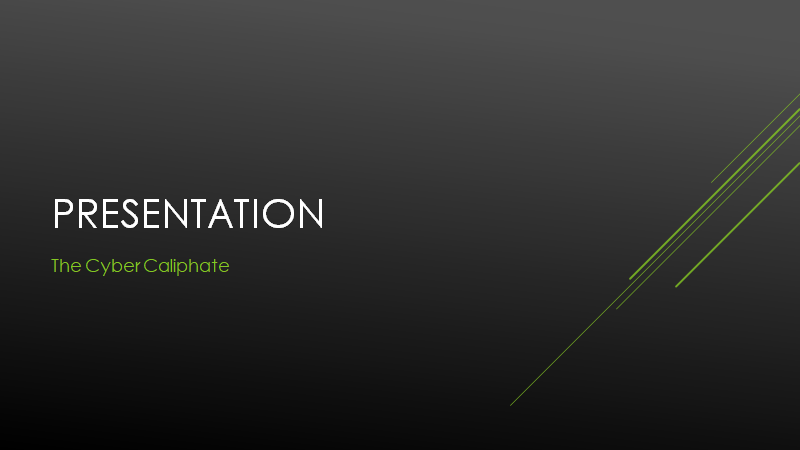 PRESENTATION
The Cyber Caliphate